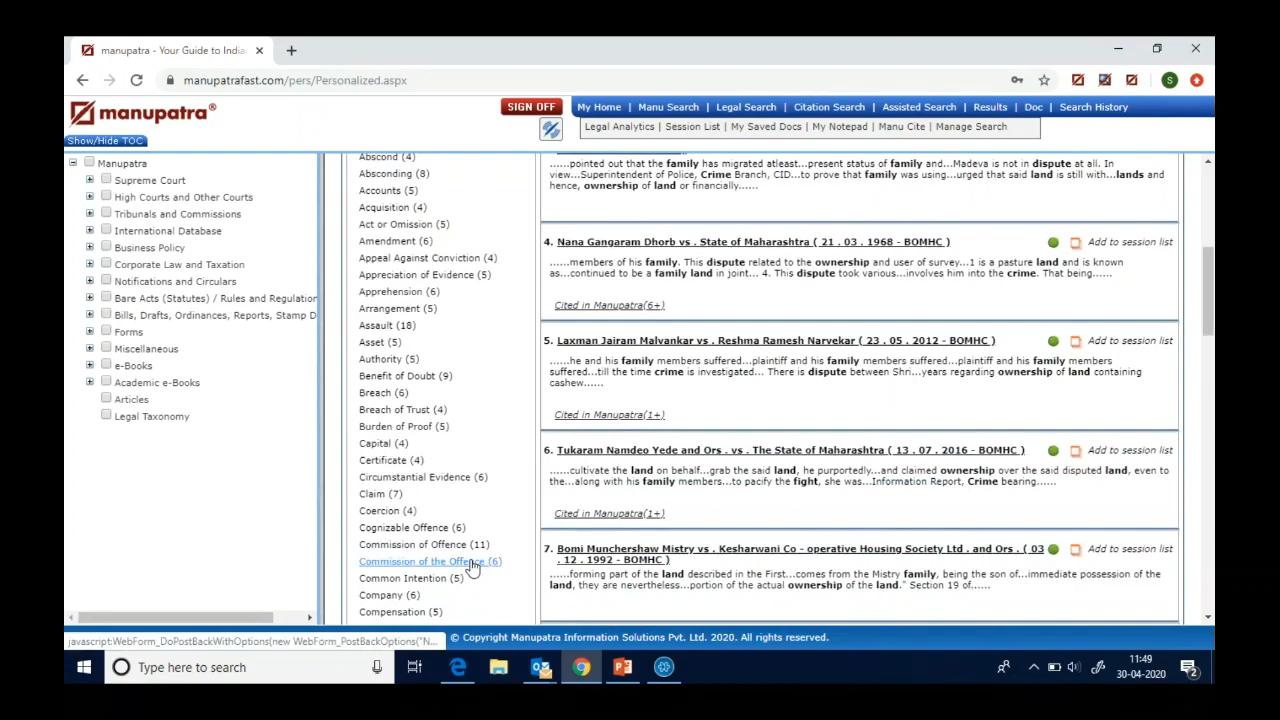 manupatra - Your Guide to India
manupatrafast.com/pers/Personalized.aspx
S
manupatra®
SIGN OFF
My Home | Manu Search | Legal Search | Citation Search | Assisted Search | Results | Doc | Search History
Legal Analytics | Session List | My Saved Docs | My Notepad | Manu Cite | Manage Search
Show/Hide TOC
Manupatra
Supreme Court
High Courts and Other Courts
Tribunals and Commissions
International Database
Business Policy
Corporate Law and Taxation
Notifications and Circulars
Bare Acts (Statutes) / Rules and Regulation
Bills, Drafts, Ordinances, Reports, Stamp D
Forms
Miscellaneous
e-Books
Academic e-Books
Articles
Legal Taxonomy
Abscond (4)
Absconding (8)
Accounts (5)
Acquisition (4)
Act or Omission (5)
Amendment (6)
Appeal Against Conviction (4)
Appreciation of Evidence (5)
Apprehension (6)
Arrangement (5)
Assault (18)
Asset (5)
Authority (5)
Benefit of Doubt (9)
Breach (6)
Breach of Trust (4)
Burden of Proof (5)
Capital (4)
Certificate (4)
Circumstantial Evidence (6)
Claim (7)
Coercion (4)
Cognizable Offence (6)
Commission of Offence (11)
Commission of the Offence (6)
Common Intention (5)
Company (6)
Compensation (5)
......pointed out that the family has migrated atleast...present status of family and...Madeva is not in dispute at all. In
view...Superintendent of Police, Crime Branch, CID...to prove that family was using...urged that said land is still with...lands and
hence, ownership of land or financially......
4. Nana Gangaram Dhorb vs . State of Maharashtra ( 21 . 03 . 1968 - BOMHC ) Add to session list
......members of his family. This dispute related to the ownership and user of survey...1 is a pasture land and is known
as...continued to be a family land in joint... 4. This dispute took various...involves him into the crime. That being......
Cited in Manupatra(6+)
5. Laxman Jairam Malvankar vs . Reshma Ramesh Narvekar ( 23 . 05 . 2012 - BOMHC ) Add to session list
......he and his family members suffered...plaintiff and his family members suffered...plaintiff and his family members
suffered...till the time crime is investigated... There is dispute between Shri...years regarding ownership of land containing
cashew......
Cited in Manupatra(1+)
6. Tukaram Namdeo Yede and Ors . vs . The State of Maharashtra ( 13 . 07 . 2016 - BOMHC ) Add to session list
......cultivate the land on behalf...grab the said land, he purportedly...and claimed ownership over the said disputed land, even to
the...along with his family members...to pacify the fight, she was...Information Report, Crime bearing......
Cited in Manupatra(1+)
7. Bomi Munchershaw Mistry vs . Kesharwani Co - operative Housing Society Ltd . and Ors . ( 03 Add to session list
. 12 . 1992 - BOMHC )
......forming part of the land described in the First...comes from the Mistry family, being the son of...immediate possession of the
land, they are nevertheless...portion of the actual ownership of the land." Section 19 of......
javascript:WebForm_DoPostBackWithOptions(new WebForm_PostBackOptions("N...
© Copyright Manupatra Information Solutions Pvt. Ltd. 2020. All rights reserved.
Type here to search
11:49
30-04-2020
2